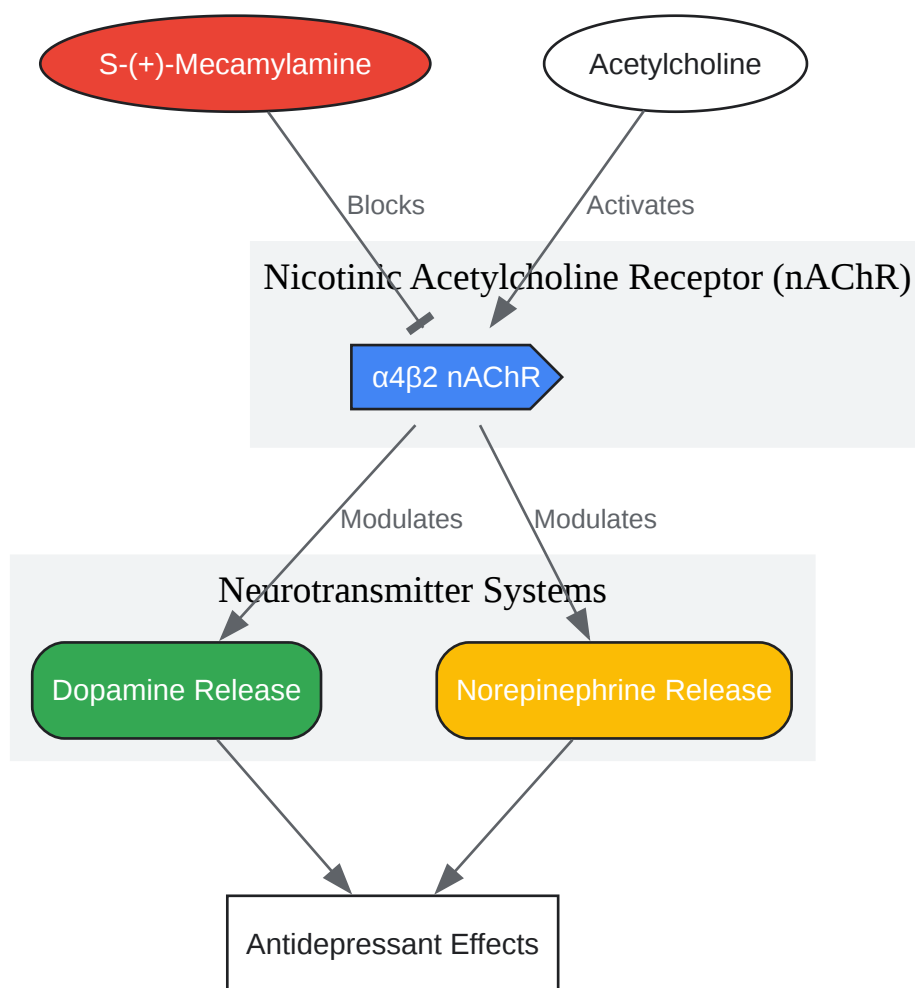 S-(+)-Mecamylamine
Acetylcholine
Blocks
Activates
Nicotinic Acetylcholine Receptor (nAChR)
α4β2 nAChR
Modulates
Modulates
Neurotransmitter Systems
Dopamine Release
Norepinephrine Release
Antidepressant Effects